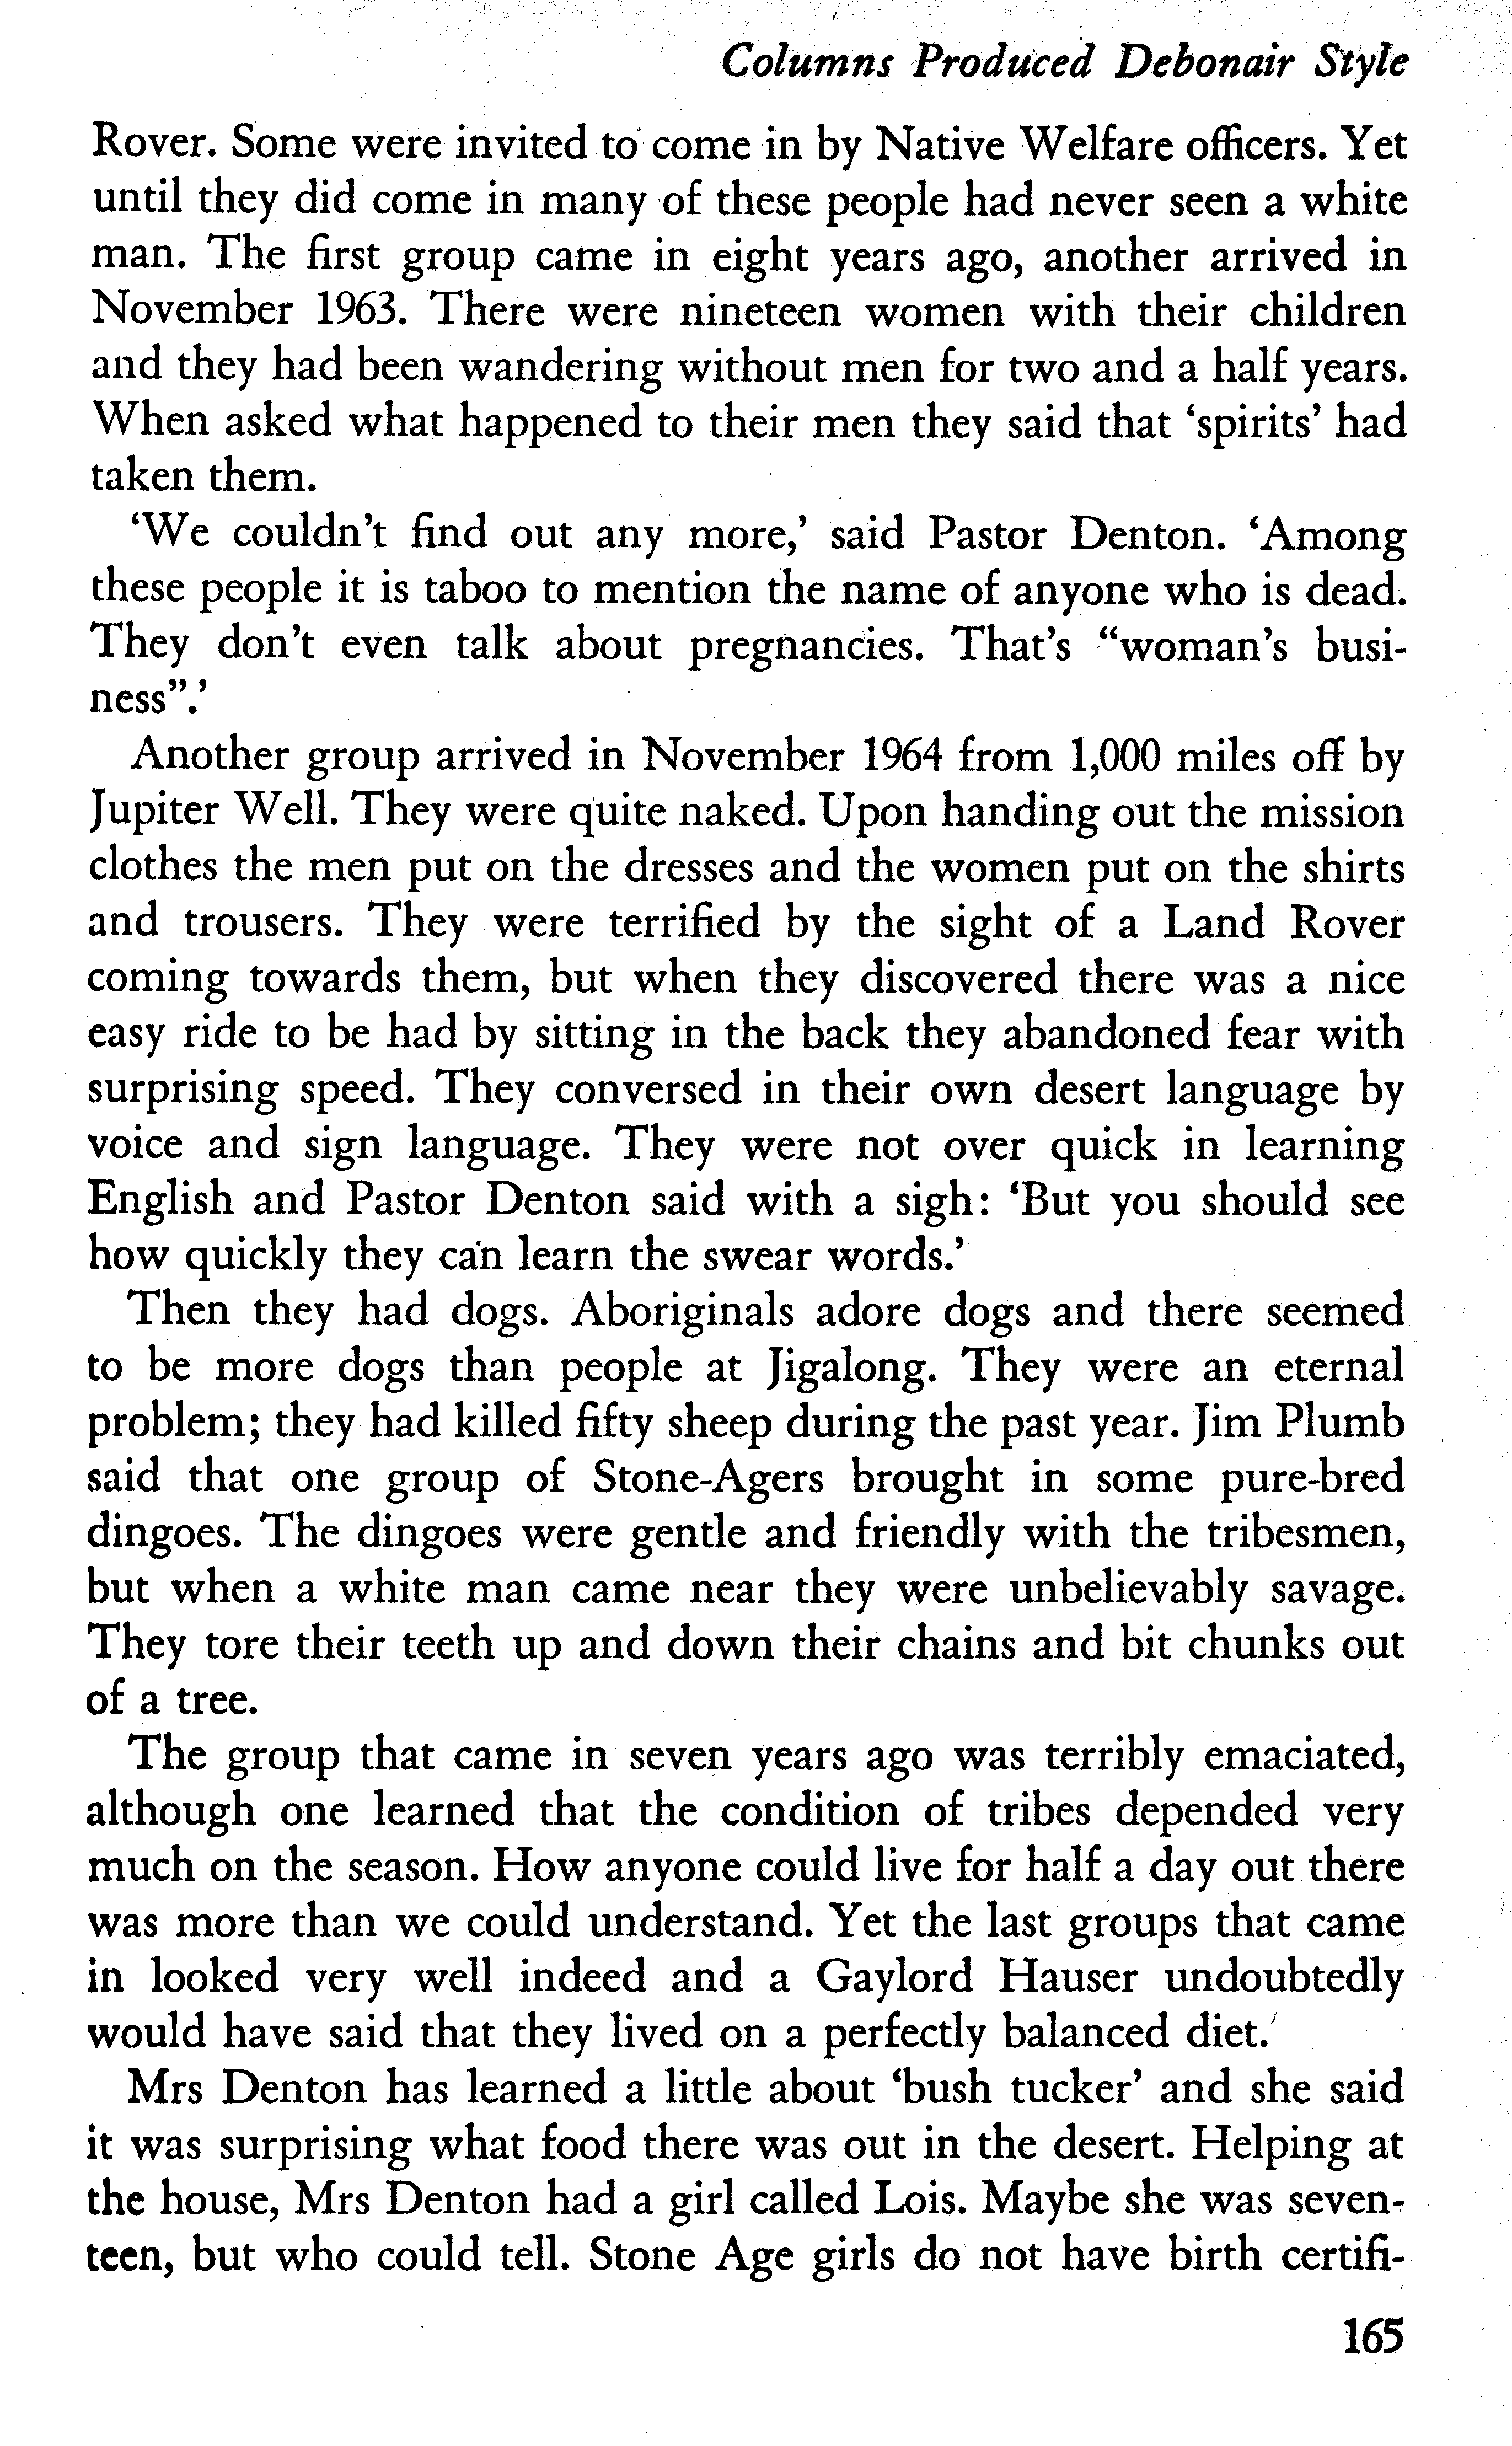 Columns Produced Debonair Style
Rover. Some were invited to come in by Native Welfare officers. Yet
until they did come in many of these people had never seen a white
man. The first group came in eight years ago, another arrived in
November 1963. There were nineteen women with their children
and they had been wandering without men for two and a half years.
When asked what happened to their men they said that ‘spirits’ had
taken them.
‘We couldn’t find out any more,’ said Pastor Denton. ‘Among
these people it is taboo to mention the name of anyone who is dead.
They don’t even talk about pregnancies. That’s “woman’s busi-
ness”.’
Another group arrived in November 1964 from 1,000 miles off by
Jupiter Well. They were quite naked. Upon handing out the mission
clothes the men put on the dresses and the women put on the shirts
and trousers. They were terrified by the sight of a Land Rover
coming towards them, but when they discovered there was a nice
easy ride to be had by sitting in the back they abandoned fear with
surprising speed. They conversed in their own desert language by
voice and sign language. They were not over quick in learning
English and Pastor Denton said with a sigh: ‘But you should see
how quickly they can learn the swear words.’
Then they had dogs. Aboriginals adore dogs and there seemed
to be more dogs than people at Jigalong. They were an eternal
problem; they had killed fifty sheep during the past year. Jim Plumb
said that one group of Stone-Agers brought in some pure-bred
dingoes. The dingoes were gentle and friendly with the tribesmen,
but when a white man came near they were unbelievably savage.
They tore their teeth up and down their chains and bit chunks out
of a tree.
The group that came in seven years ago was terribly emaciated,
although one learned that the condition of tribes depended very
much on the season. How anyone could live for half a day out there
was more than we could understand. Yet the last groups that came
in looked very well indeed and a Gaylord Hauser undoubtedly
would have said that they lived on a perfectly balanced diet.
Mrs Denton has learned a little about ‘bush tucker’ and she said
it was surprising what food there was out in the desert. Helping at
the house, Mrs Denton had a girl called Lois. Maybe she was seven-
teen, but who could tell. Stone Age girls do not have birth certifi-
165